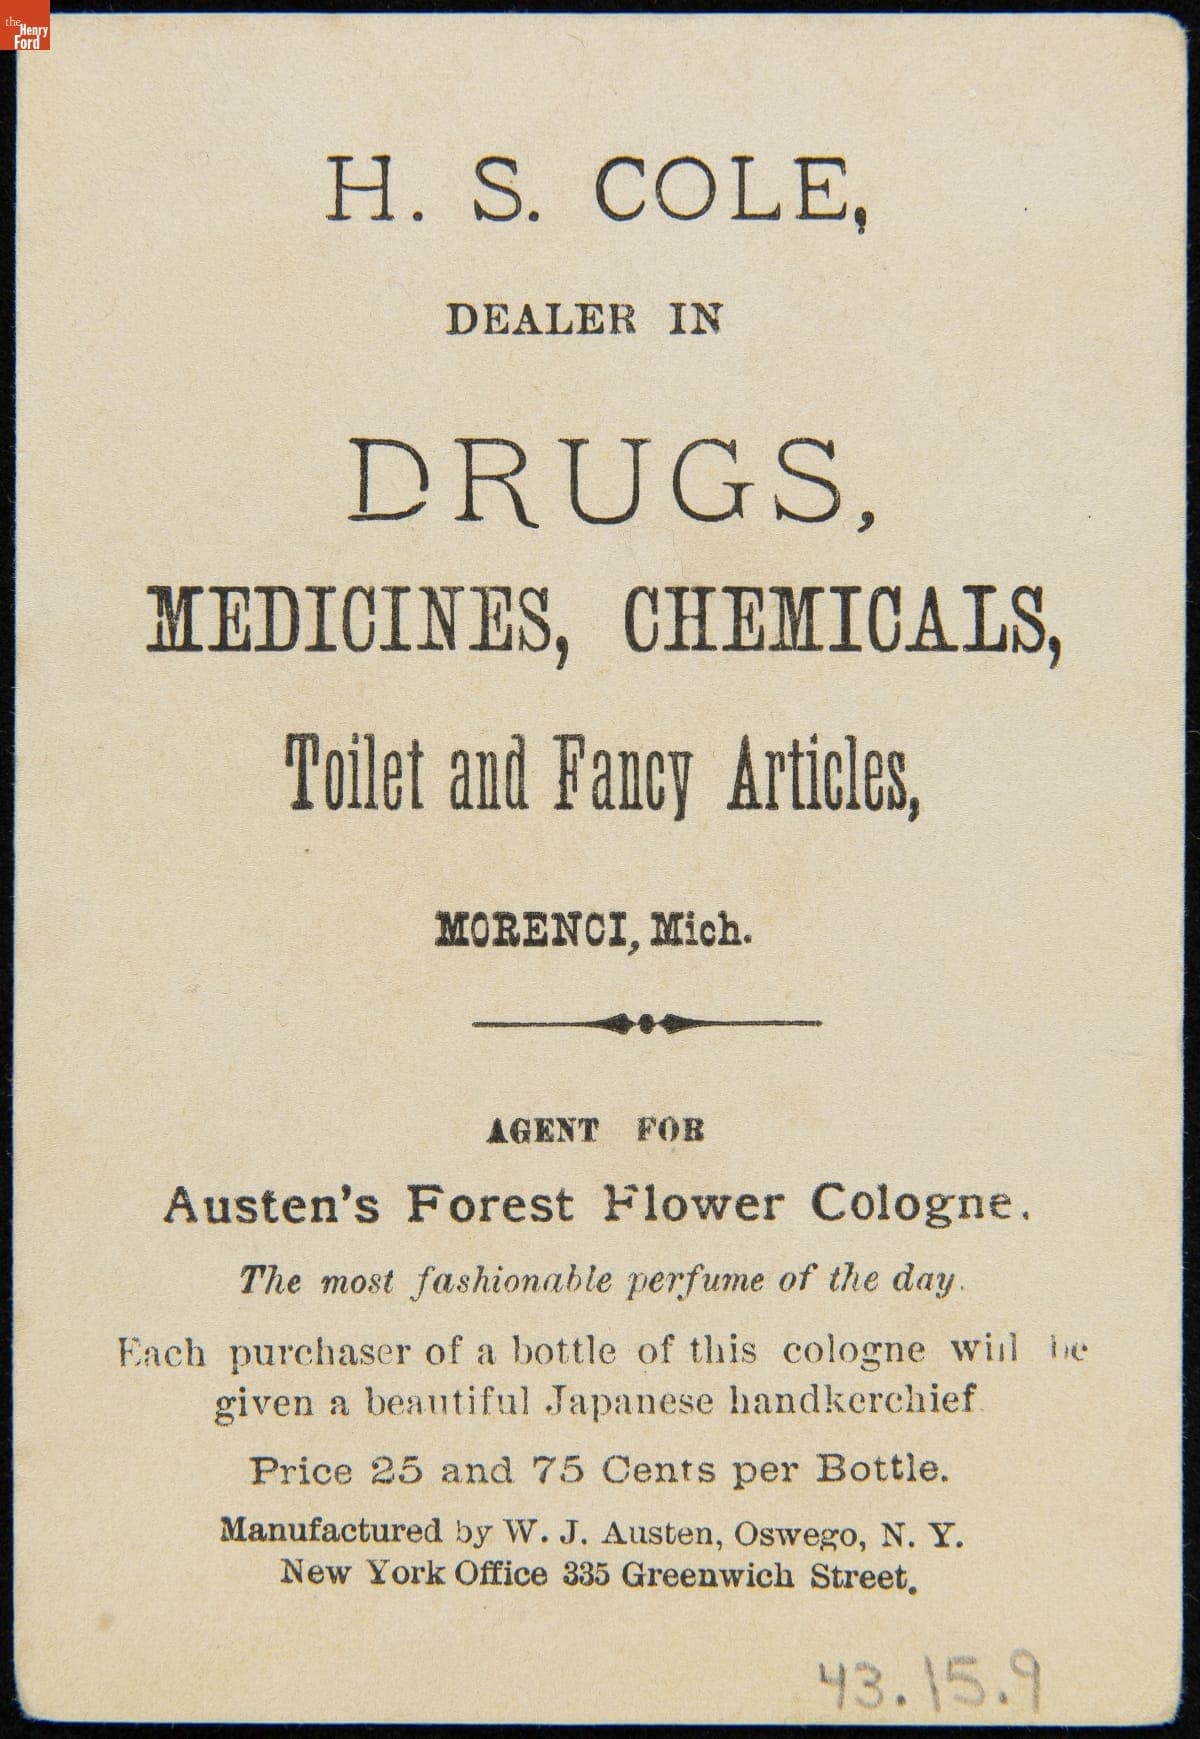 the
Henry
Ford
H. S. COLE,
DEALER IN
DRUGS,
MEDICINES, CHEMICALS,
Toilet and Fancy Articles,
MORENCI, Mich.
AGENT FOR
Austen's Forest Flower Cologne.
The most fashionable perfume of the day.
Each purchaser of a bottle of this cologne will be
given a beautiful Japanese handkerchief.
Price 25 and 75 Cents per Bottle.
Manufactured by W. J. Austen, Oswego, N. Y.
New York Office 335 Greenwich Street.
43.15.9